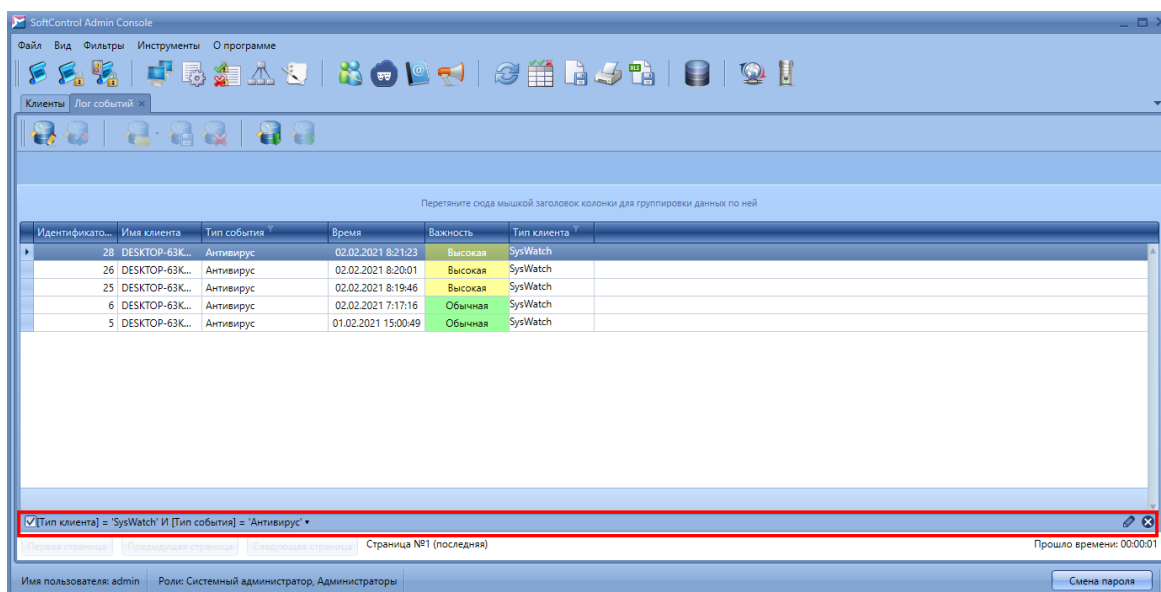 SoftControl Admin Console
Файл Вид Фильтры Инструменты О программе
Клиенты Лог событий
Перетяните сюда мышкой заголовок колонки для группировки данных по ней
Идентификато... Имя клиента Тип события Время Важность Тип клиента
28 DESKTOP-63K... Антивирус 02.02.2021 8:21:23 Высокая SysWatch
26 DESKTOP-63K... Антивирус 02.02.2021 8:20:01 Высокая SysWatch
25 DESKTOP-63K... Антивирус 02.02.2021 8:19:46 Высокая SysWatch
6 DESKTOP-63K... Антивирус 02.02.2021 7:17:16 Обычная SysWatch
5 DESKTOP-63K... Антивирус 01.02.2021 15:00:49 Обычная SysWatch
[Тип клиента] = 'SysWatch' И [Тип события] = 'Антивирус'
Первая страница Предыдущая страница Следующая страница Страница №1 (последняя) Прошло времени: 00:00:01
Имя пользователя: admin Роли: Системный администратор, Администраторы Смена пароля